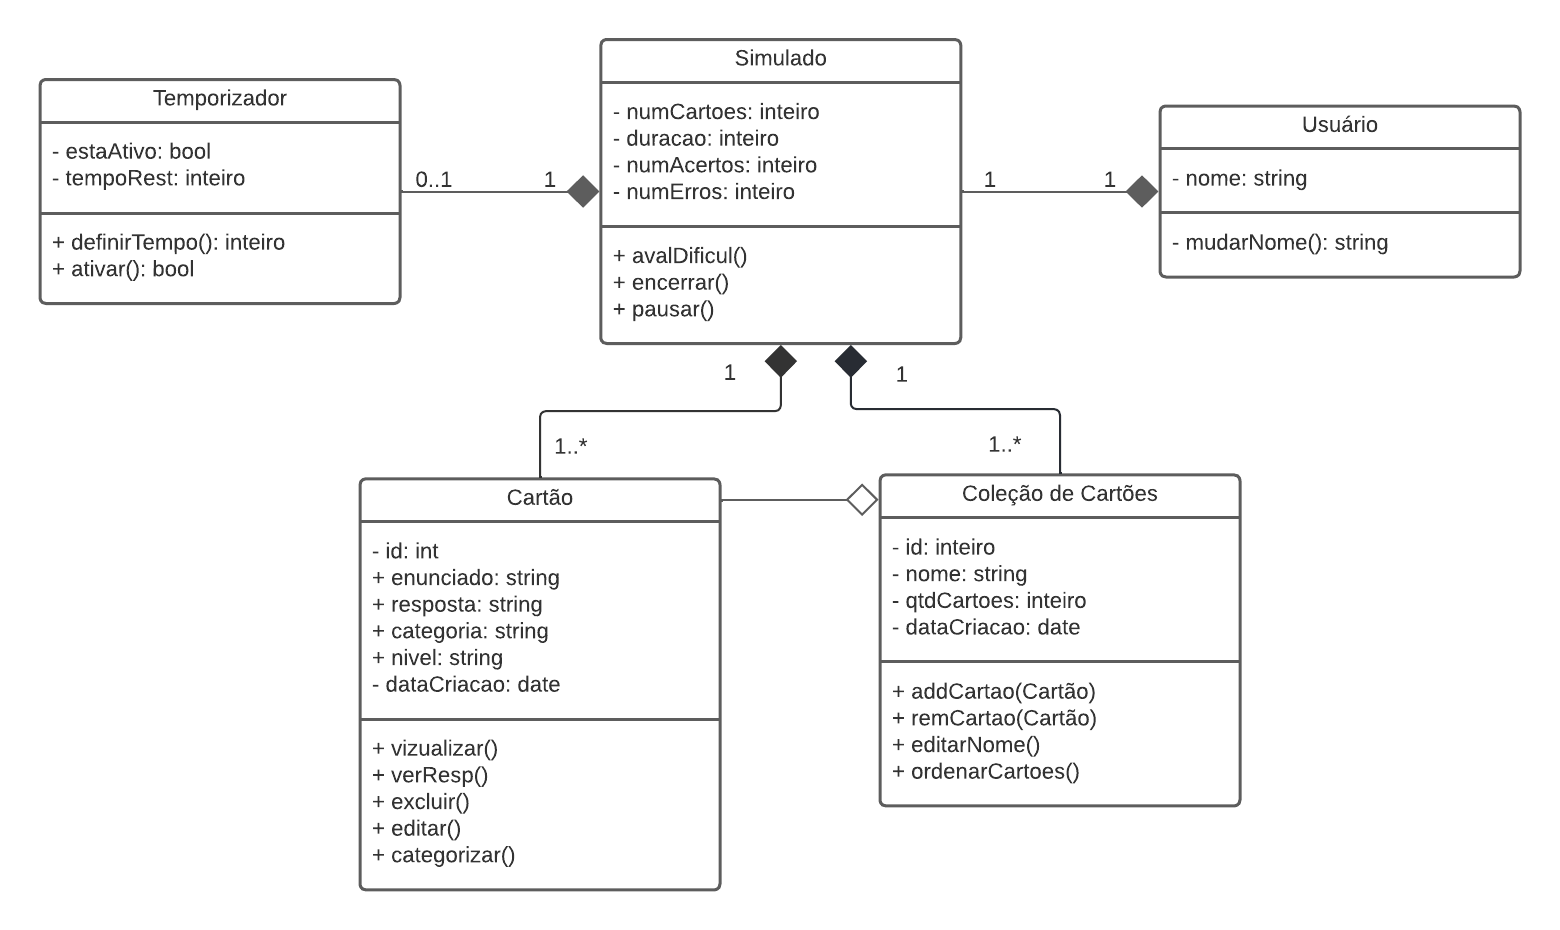 Temporizador
- estaAtivo: bool
- tempoRest: inteiro
+ definirTempo(): inteiro
+ ativar(): bool
0..1
1
Simulado
- numCartoes: inteiro
- duracao: inteiro
- numAcertos: inteiro
- numErros: inteiro
+ avalDificul()
+ encerrar()
+ pausar()
1
1
Usuário
- nome: string
- mudarNome(): string
1
1
1..*
1..*
Cartão
- id: int
+ enunciado: string
+ resposta: string
+ categoria: string
+ nivel: string
- dataCriacao: date
+ vizualizar()
+ verResp()
+ excluir()
+ editar()
+ categorizar()
Coleção de Cartões
- id: inteiro
- nome: string
- qtdCartoes: inteiro
- dataCriacao: date
+ addCartao(Cartão)
+ remCartao(Cartão)
+ editarNome()
+ ordenarCartoes()